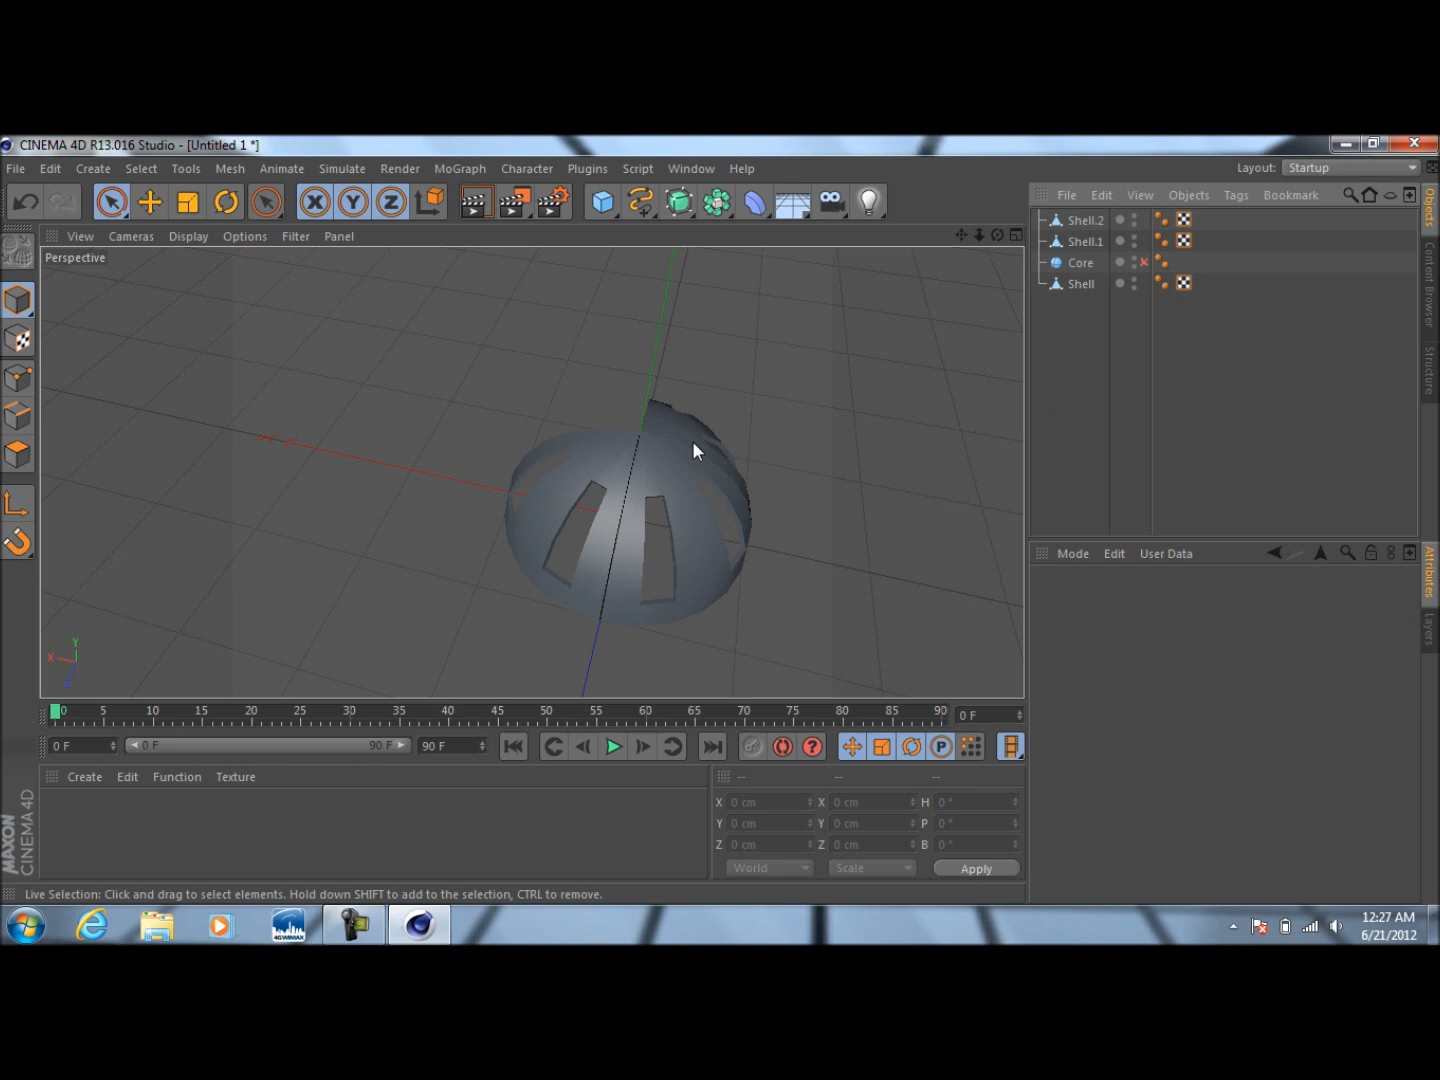 CINEMA 4D R13.016 Studio - [Untitled 1 *]
File Edit Create Select Tools Mesh Animate Simulate Render MoGraph Character Plugins Script Window Help Layout: Startup
File Edit View Objects Tags Bookmark
View Cameras Display Options Filter Panel
Perspective
Shell.2
Shell.1
Core
Shell
Objects
Content Browser
Structure
Mode Edit User Data
Attributes
Layers
Y
X
Z
0 5 10 15 20 25 30 35 40 45 50 55 60 65 70 75 80 85 90 0 F
0 F 0 F 90 F 90 F
Create Edit Function Texture -- -- --
X 0 cm X 0 cm H 0 °
Y 0 cm Y 0 cm P 0 °
Z 0 cm Z 0 cm B 0 °
World Scale Apply
MAXON
CINEMA 4D
Live Selection: Click and drag to select elements. Hold down SHIFT to add to the selection, CTRL to remove.
12:27 AM
6/21/2012